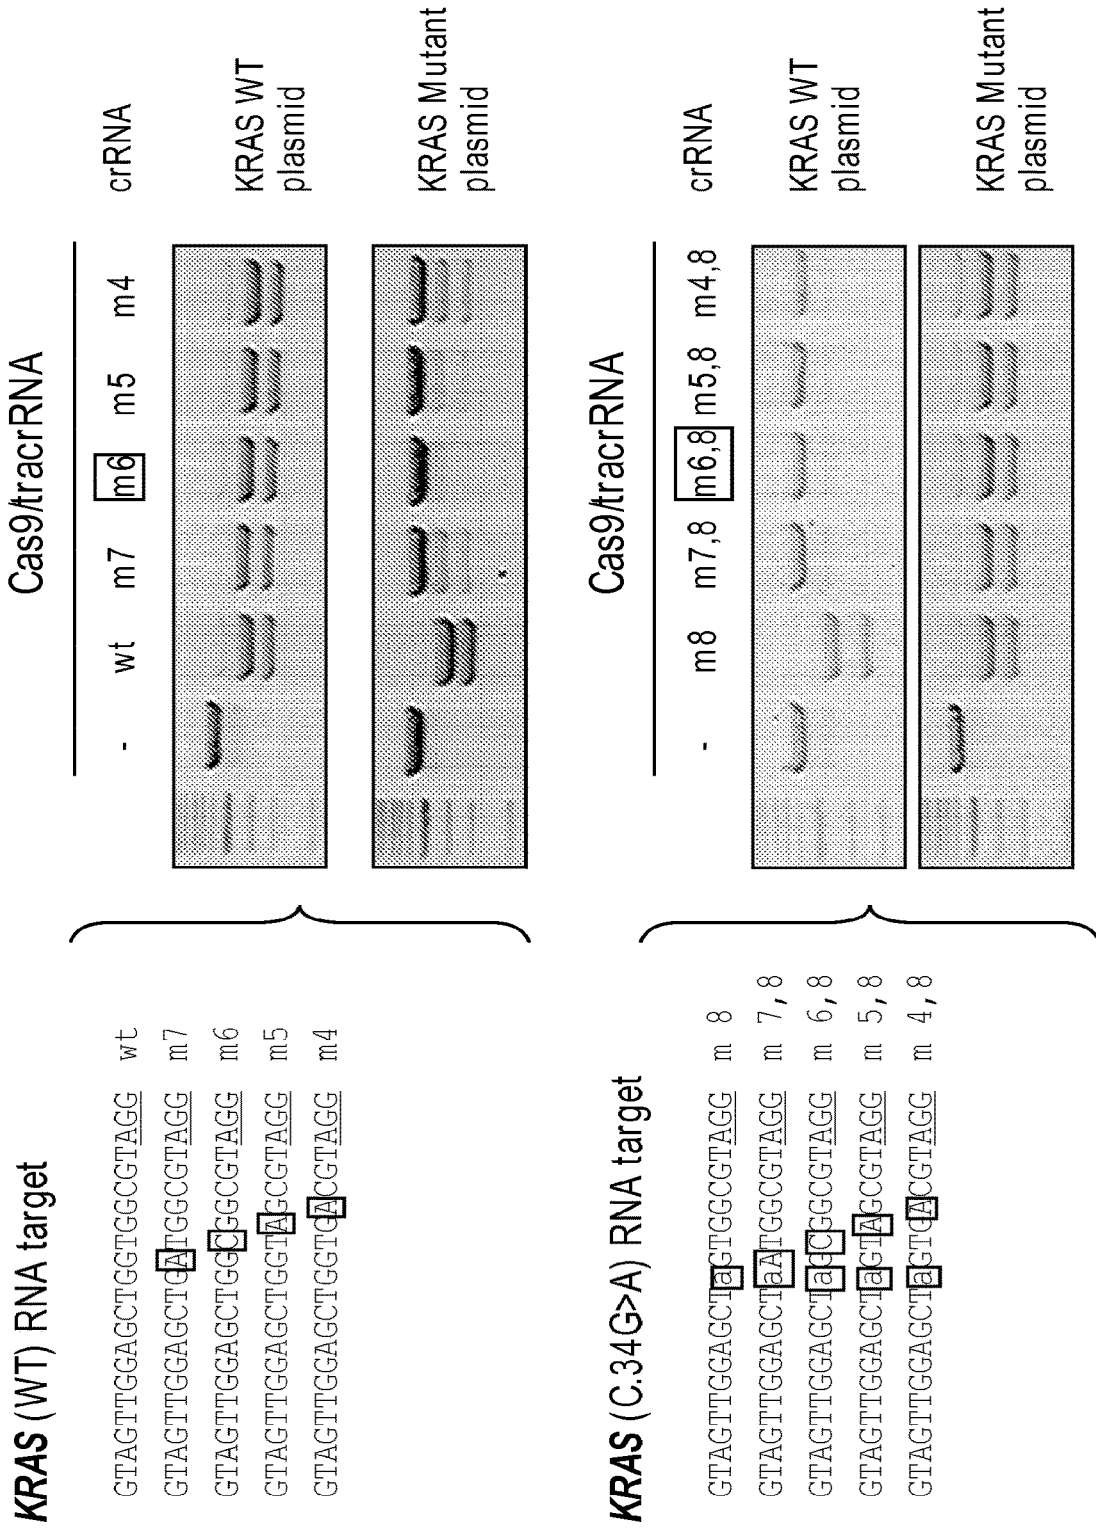 KRAS (WT) RNA target
GTAGTTGGAGCTGGTGGCGTAGG wt
GTAGTTGGAGCTGATGGCGTAGG m7
GTAGTTGGAGCTGGCGGCGTAGG m6
GTAGTTGGAGCTGGTAGCGTAGG m5
GTAGTTGGAGCTGGTGACGTAGG m4
Cas9/tracrRNA
- wt m7 m6 m5 m4 crRNA
KRAS WT
plasmid
KRAS Mutant
plasmid
KRAS (C.34G>A) RNA target
GTAGTTGGAGCTaGTGGCGTAGG m 8
GTAGTTGGAGCTaATGGCGTAGG m 7,8
GTAGTTGGAGCTaGCGGCGTAGG m 6,8
GTAGTTGGAGCTaGTAGCGTAGG m 5,8
GTAGTTGGAGCTaGTGACGTAGG m 4,8
Cas9/tracrRNA
- m8 m7,8 m6,8 m5,8 m4,8 crRNA
KRAS WT
plasmid
KRAS Mutant
plasmid